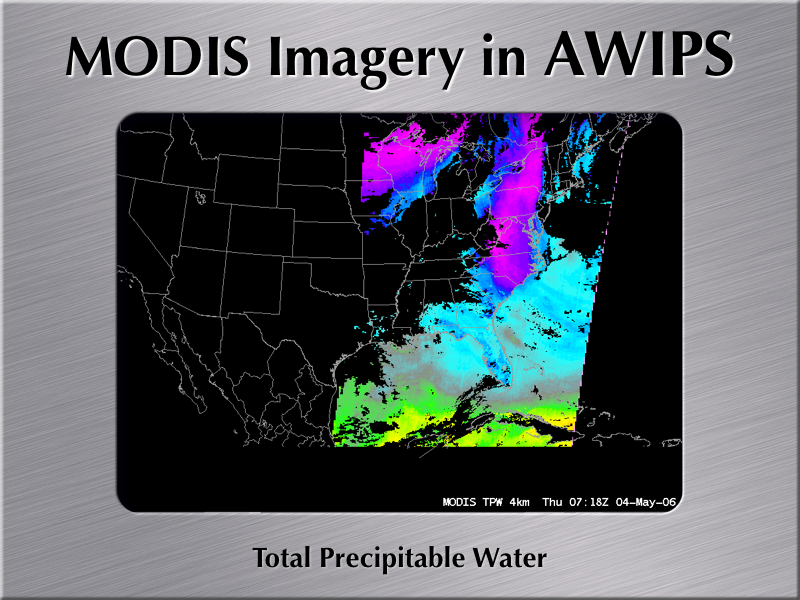 MODIS Imagery in AWIPS
MODIS TPW 4km Thu 07:18Z 04-May-06
Total Precipitable Water